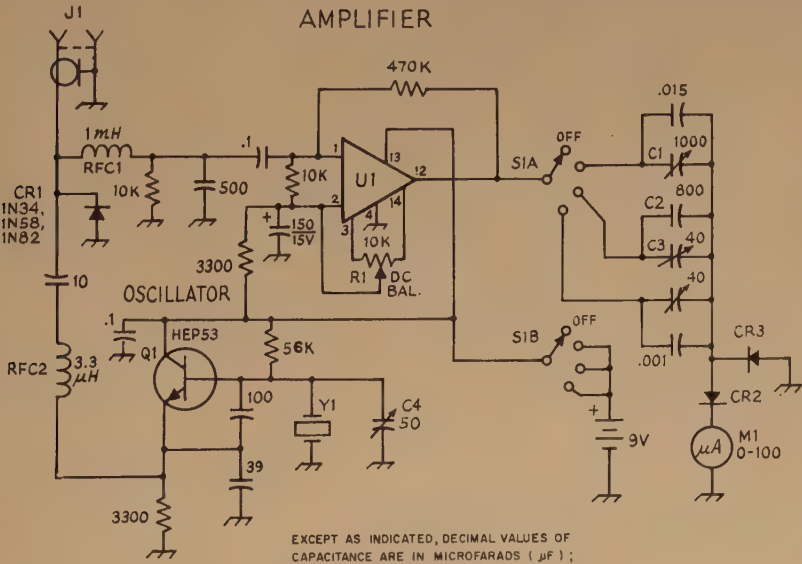 AMPLIFIER
J1
470K
.015
OFF
1mH
RFC1
.1
1
13
12
S1A
C1
1000
10K
500
10K
U1
2
4
14
3
CR1
1N34,
1N58,
1N82
800
C2
C3
40
+
150
15V
10K
R1
DC
BAL.
3300
10
40
OSCILLATOR
.1
HEP53
OFF
S1B
.001
CR3
RFC2
3.3
μH
Q1
56K
CR2
100
Y1
C4
50
+
9V
μA
M1
0-100
39
3300
EXCEPT AS INDICATED, DECIMAL VALUES OF
CAPACITANCE ARE IN MICROFARADS ( μF ) ;